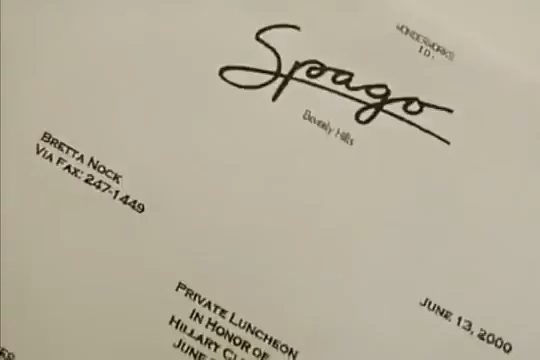 WONDERWORKS
I.D.
Spago
Beverly Hills
BRETTA NOCK
VIA FAX: 247-1449
JUNE 13, 2000
PRIVATE LUNCHEON
IN HONOR OF
HILLARY
JUNE